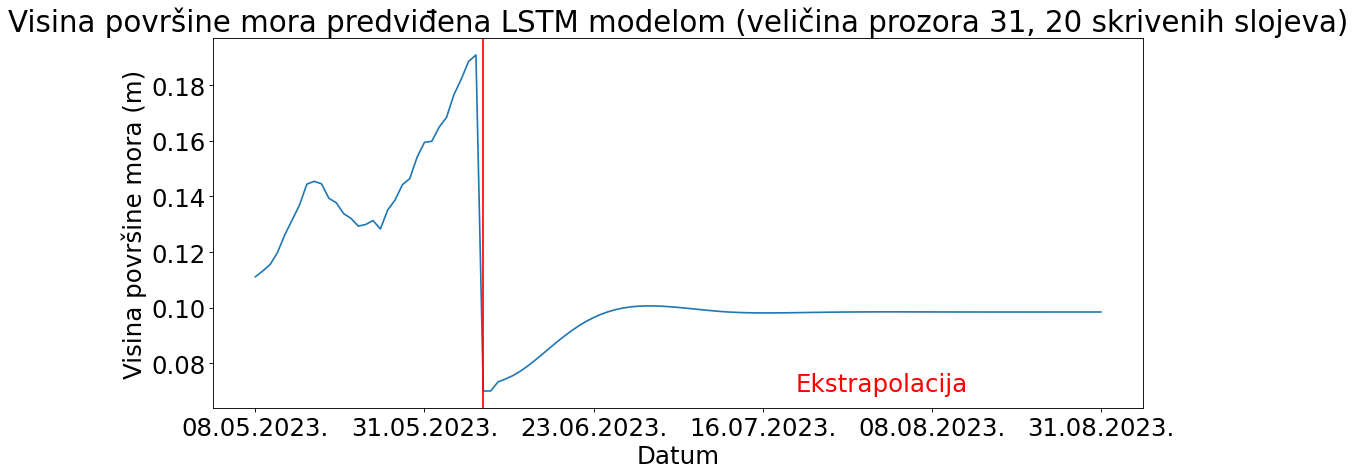 Visina površine mora predviđena LSTM modelom (veličina prozora 31, 20 skrivenih slojeva)
Visina površine mora (m)
0.18
0.16
0.14
0.12
0.10
0.08
Ekstrapolacija
08.05.2023. 31.05.2023. 23.06.2023. 16.07.2023. 08.08.2023. 31.08.2023.
Datum